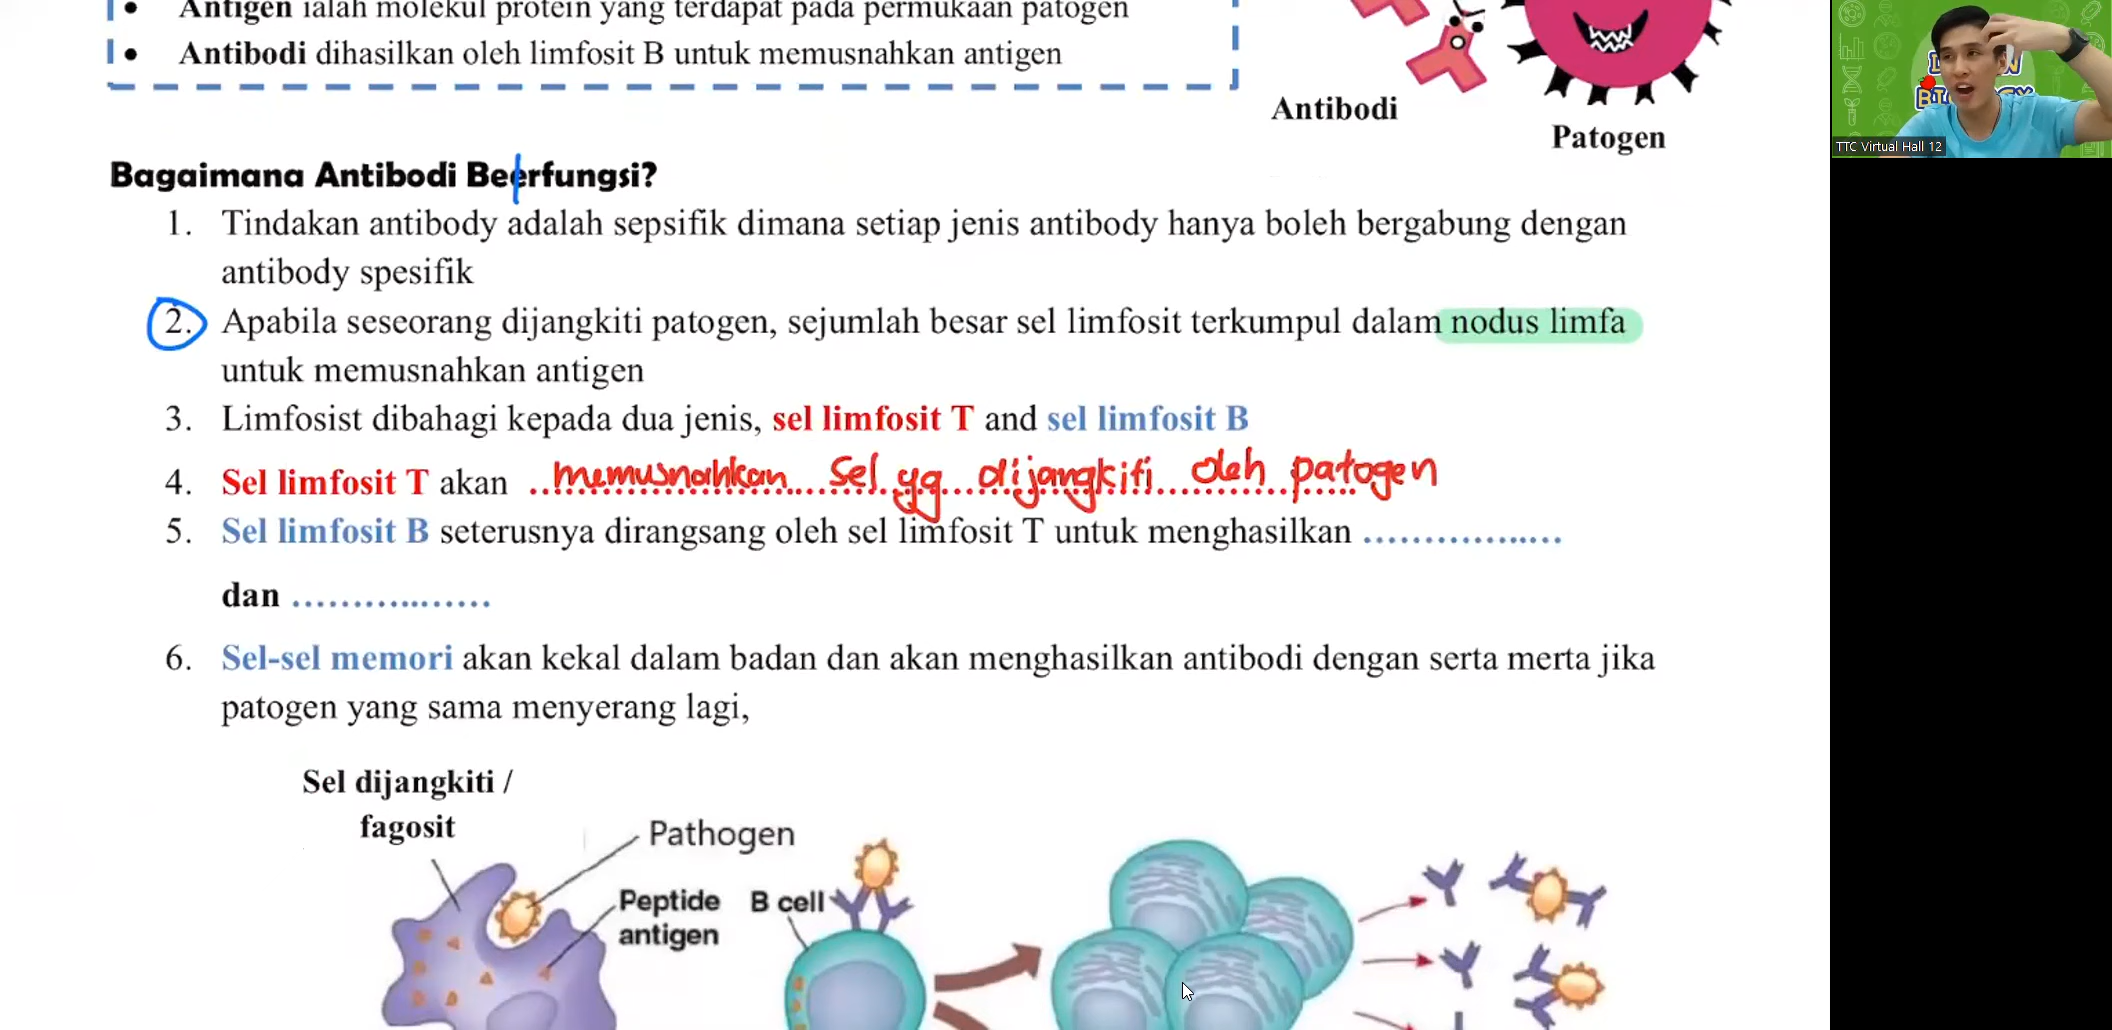 • Antigen ialah molekul protein yang terdapat pada permukaan patogen
• Antibodi dihasilkan oleh limfosit B untuk memusnahkan antigen
Antibodi
Patogen
TTC Virtual Hall 12
Bagaimana Antibodi Beerfungsi?
1. Tindakan antibody adalah sepsifik dimana setiap jenis antibody hanya boleh bergabung dengan
antibody spesifik
2. Apabila seseorang dijangkiti patogen, sejumlah besar sel limfosit terkumpul dalam nodus limfa
untuk memusnahkan antigen
3. Limfosist dibahagi kepada dua jenis, sel limfosit T and sel limfosit B
4. Sel limfosit T akan memusnahkan sel yg dijangkiti oleh patogen
5. Sel limfosit B seterusnya dirangsang oleh sel limfosit T untuk menghasilkan ..................
dan ..................
6. Sel-sel memori akan kekal dalam badan dan akan menghasilkan antibodi dengan serta merta jika
patogen yang sama menyerang lagi,
Sel dijangkiti /
fagosit
Pathogen
Peptide
antigen
B cell